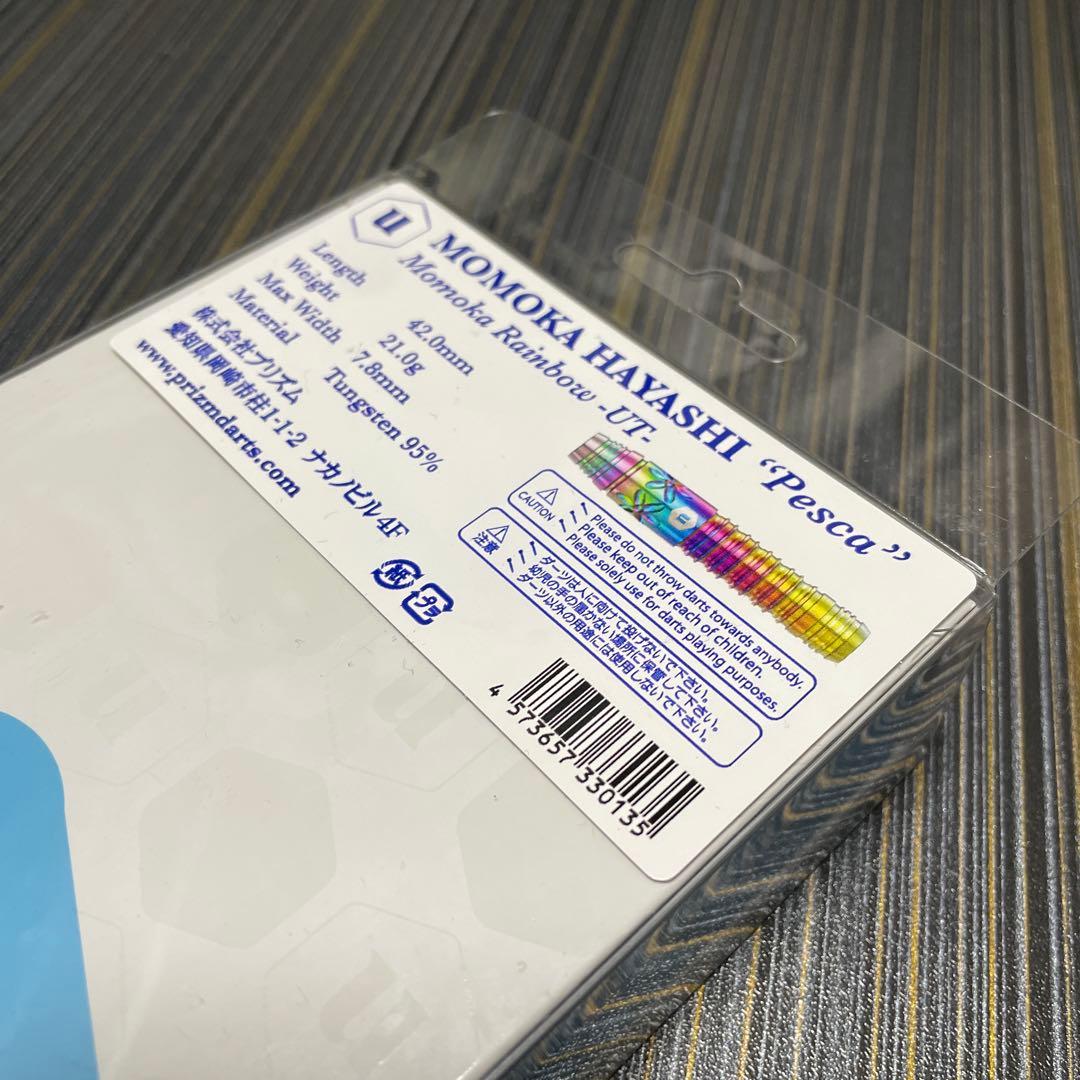 u MOMOKA HAYASHI “Pesca”
Momoka Rainbow -UT-
Length 42.0mm
Weight 21.0g
Max Width 7.8mm
Material Tungsten 95%
株式会社プリズム
愛知県岡崎市柱1-1-2 ナカノビル4F
www.prizmdarts.com
紙 プラ
CAUTION
Please do not throw darts towards anybody.
Please keep out of reach of children.
Please solely use for darts playing purposes.
注意
ダーツは人に向けて投げないで下さい。
幼児の手の届かない場所に保管して下さい。
ダーツ以外の用途には使用しないで下さい。
4 573657 330135